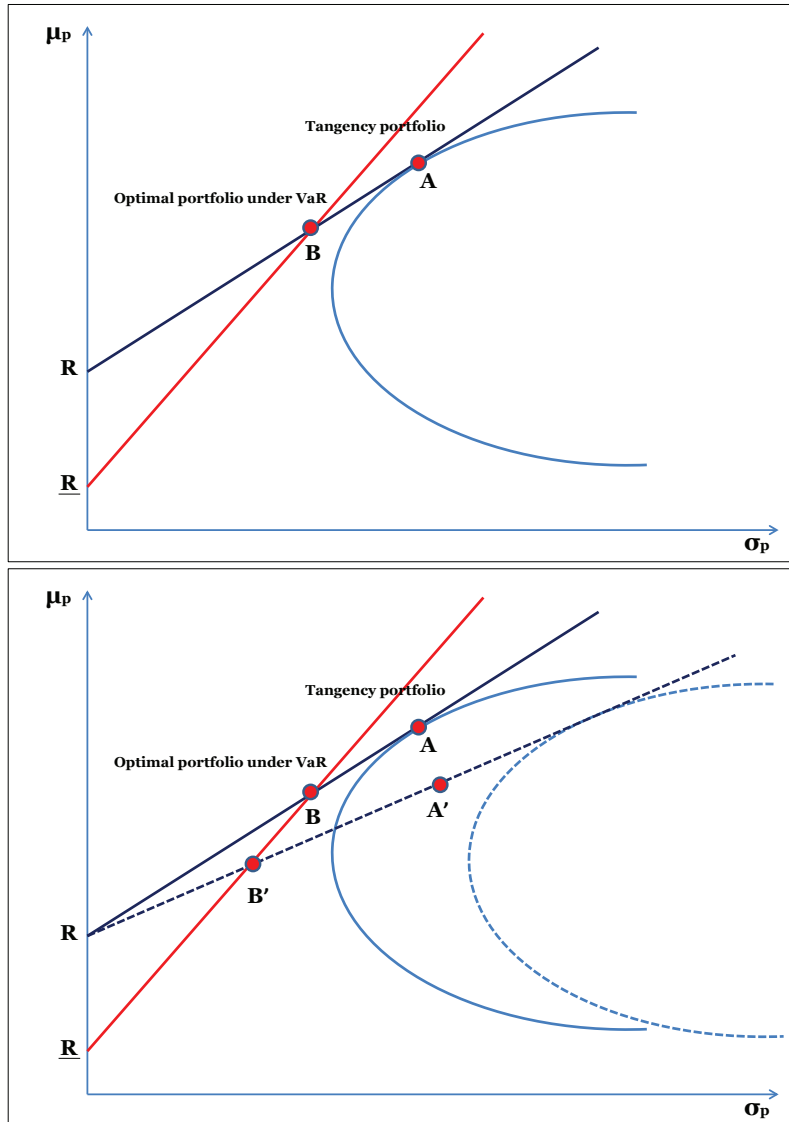 μp
Tangency portfolio
A
Optimal portfolio under VaR
B
R
R
σp
μp
Tangency portfolio
A
Optimal portfolio under VaR
B
A’
B’
R
R
σp